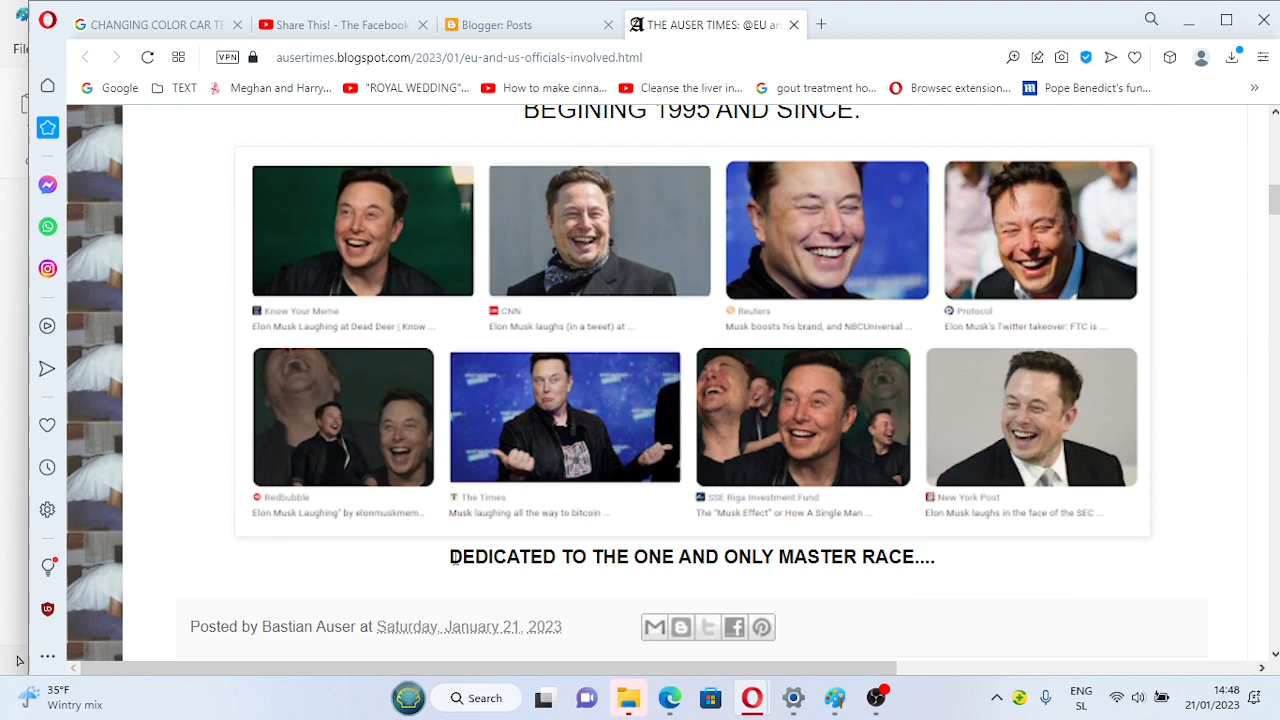 CHANGING COLOR CAR TE
Share This! - The Facebook
Blogger: Posts
THE AUSER TIMES: @EU an
VPN
ausertimes.blogspot.com/2023/01/eu-and-us-officials-involved.html
Google
TEXT
Meghan and Harry...
"ROYAL WEDDING"...
How to make cinna...
Cleanse the liver in...
gout treatment ho...
Browsec extension...
Pope Benedict's fun...
BEGINING 1995 AND SINCE.
Know Your Meme
CNN
Reuters
Protocol
Elon Musk Laughing at Dead Deer | Know ...
Elon Musk laughs (in a tweet) at ...
Musk boosts his brand, and NBCUniversal ...
Elon Musk's Twitter takeover: FTC is ...
Redbubble
The Times
SSE Riga Investment Fund
New York Post
Elon Musk Laughing" by elonmuskmem...
Musk laughing all the way to bitcoin ...
The "Musk Effect" or How A Single Man ...
Elon Musk laughs in the face of the SEC ...
DEDICATED TO THE ONE AND ONLY MASTER RACE....
Posted by Bastian Auser at Saturday, January 21, 2023
35°F
Wintry mix
Search
ENG
SL
14:48
21/01/2023